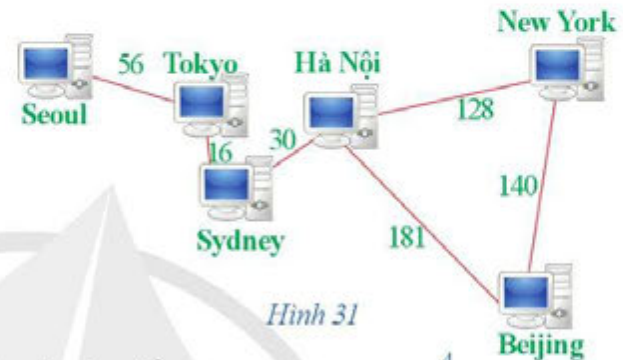 New York
56
Tokyo
Hà Nội
Seoul
128
16
30
140
Sydney
181
Hình 31
Beijing